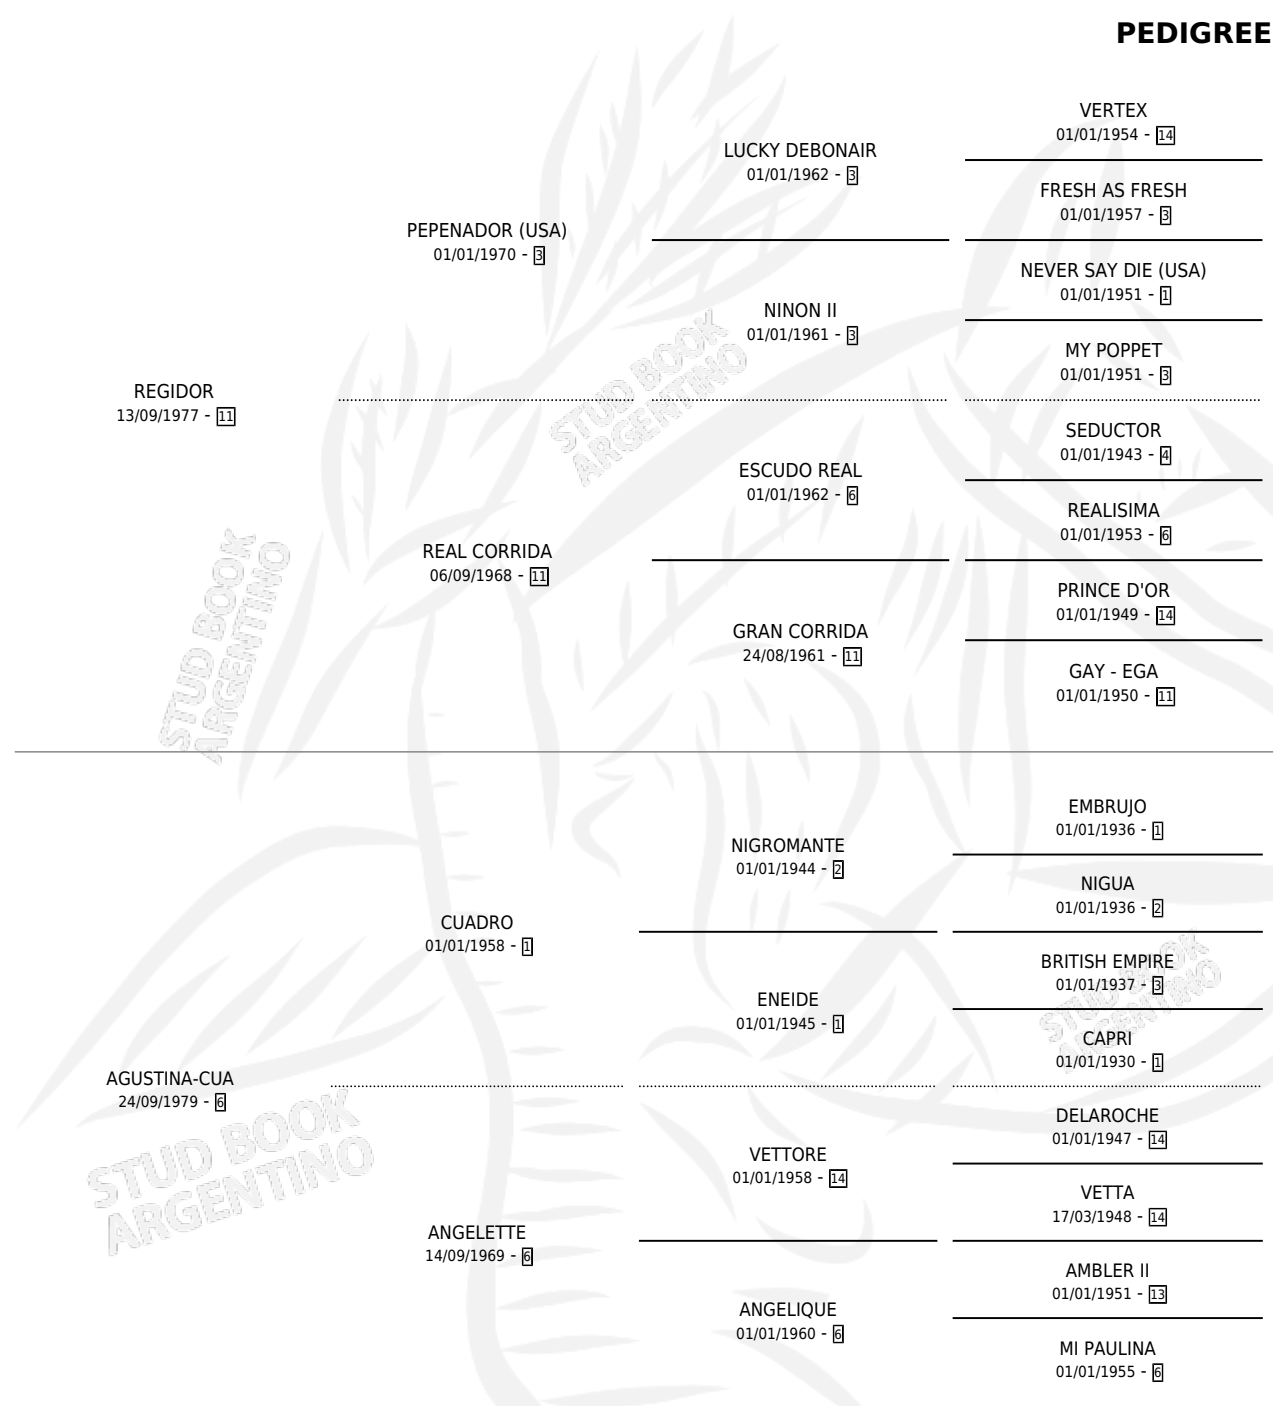 PEDIGREE
VERTEX
01/01/1954 - 14
LUCKY DEBONAIR
01/01/1962 - 3
FRESH AS FRESH
01/01/1957 - 3
PEPENADOR (USA)
01/01/1970 - 3
NEVER SAY DIE (USA)
01/01/1951 - 1
NINON II
01/01/1961 - 3
MY POPPET
01/01/1951 - 3
REGIDOR
13/09/1977 - 11
SEDUCTOR
01/01/1943 - 4
ESCUDO REAL
01/01/1962 - 6
REALISIMA
01/01/1953 - 6
REAL CORRIDA
06/09/1968 - 11
PRINCE D'OR
01/01/1949 - 14
GRAN CORRIDA
24/08/1961 - 11
GAY - EGA
01/01/1950 - 11
EMBRUJO
01/01/1936 - 1
NIGROMANTE
01/01/1944 - 2
NIGUA
01/01/1936 - 2
CUADRO
01/01/1958 - 1
BRITISH EMPIRE
01/01/1937 - 3
ENEIDE
01/01/1945 - 1
CAPRI
01/01/1930 - 1
AGUSTINA-CUA
24/09/1979 - 6
DELAROCHE
01/01/1947 - 14
VETTORE
01/01/1958 - 14
VETTA
17/03/1948 - 14
ANGELETTE
14/09/1969 - 6
AMBLER II
01/01/1951 - 13
ANGELIQUE
01/01/1960 - 6
MI PAULINA
01/01/1955 - 6
STUD BOOK
ARGENTINO
STUD BOOK
ARGENTINO
STUD BOOK
ARGENTINO
STUD BOOK
ARGENTINO